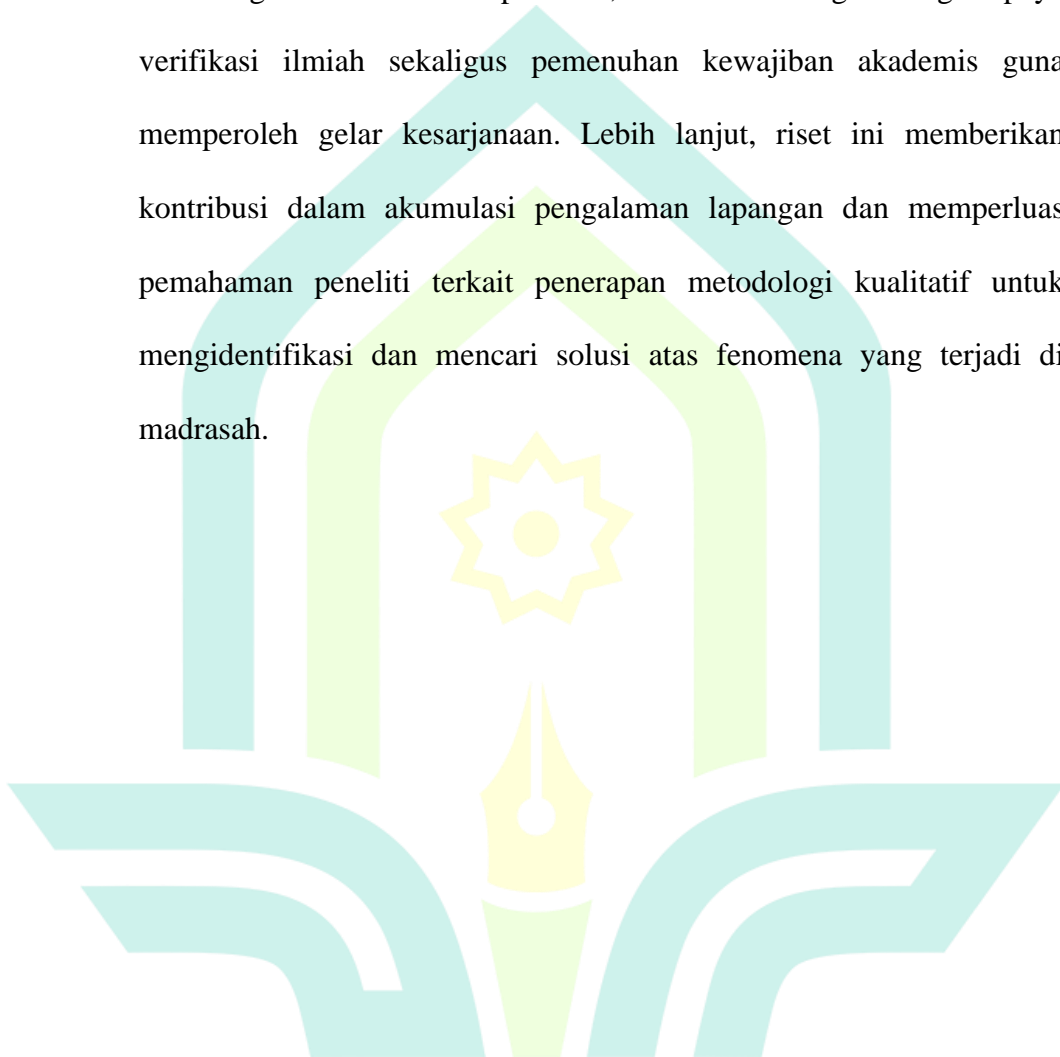 verifikasi ilmiah sekaligus pemenuhan kewajiban akademis guna
memperoleh gelar kesarjanaan. Lebih lanjut, riset ini memberikan
kontribusi dalam akumulasi pengalaman lapangan dan memperluas
pemahaman peneliti terkait penerapan metodologi kualitatif untuk
mengidentifikasi dan mencari solusi atas fenomena yang terjadi di
madrasah.